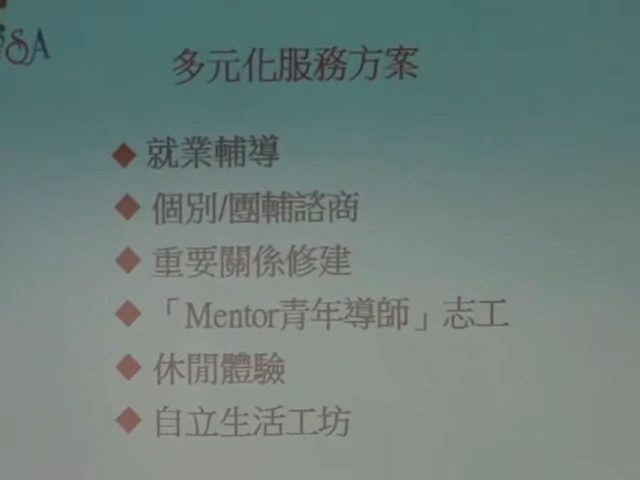 SA
多元化服務方案
就業輔導
個別/團輔諮商
重要關係修建
「Mentor青年導師」志工
休閒體驗
自立生活工坊